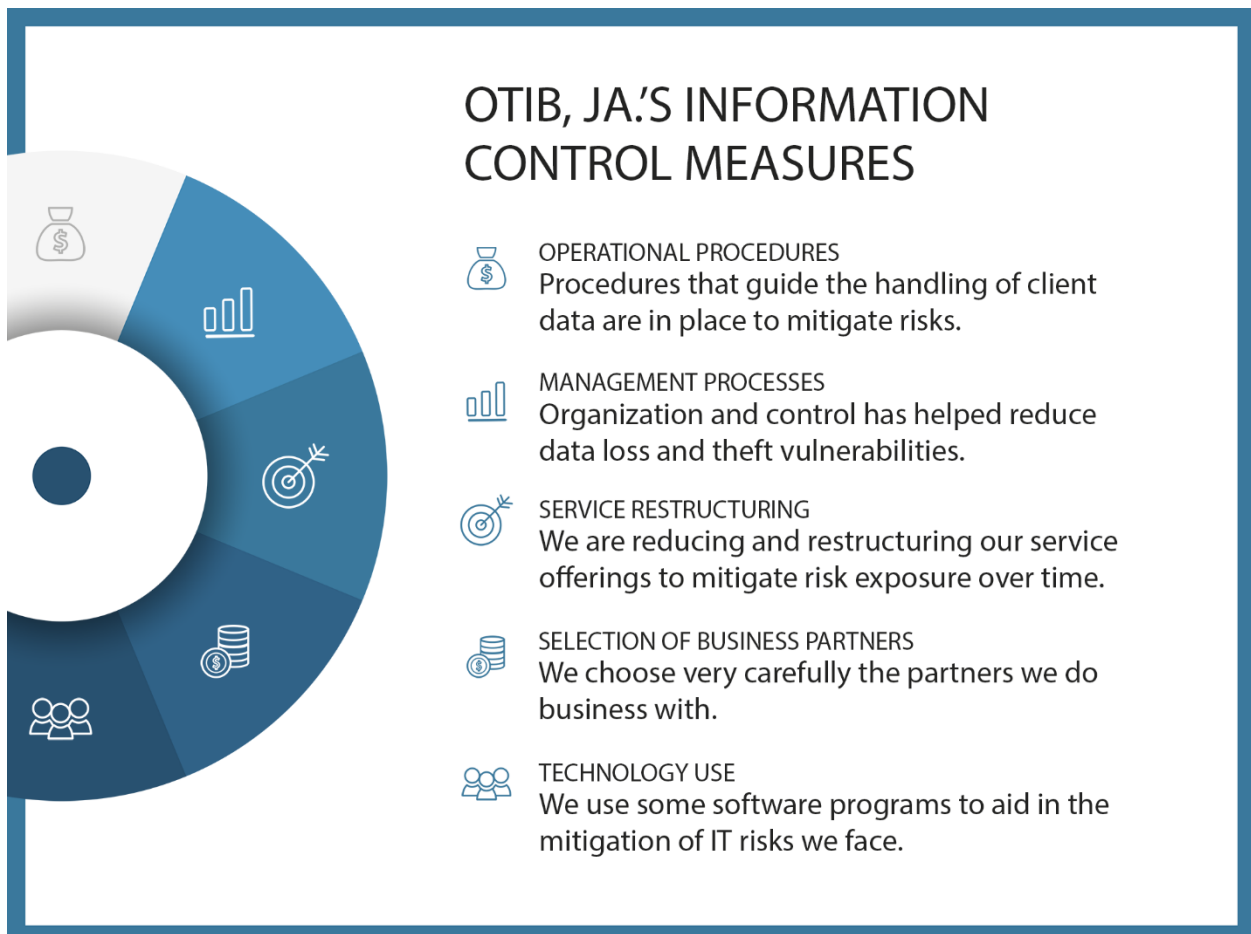 OTIB, JA.'S INFORMATION
CONTROL MEASURES
OPERATIONAL PROCEDURES
Procedures that guide the handling of client
data are in place to mitigate risks.
MANAGEMENT PROCESSES
Organization and control has helped reduce
data loss and theft vulnerabilities.
SERVICE RESTRUCTURING
We are reducing and restructuring our service
offerings to mitigate risk exposure over time.
SELECTION OF BUSINESS PARTNERS
We choose very carefully the partners we do
business with.
TECHNOLOGY USE
We use some software programs to aid in the
mitigation of IT risks we face.